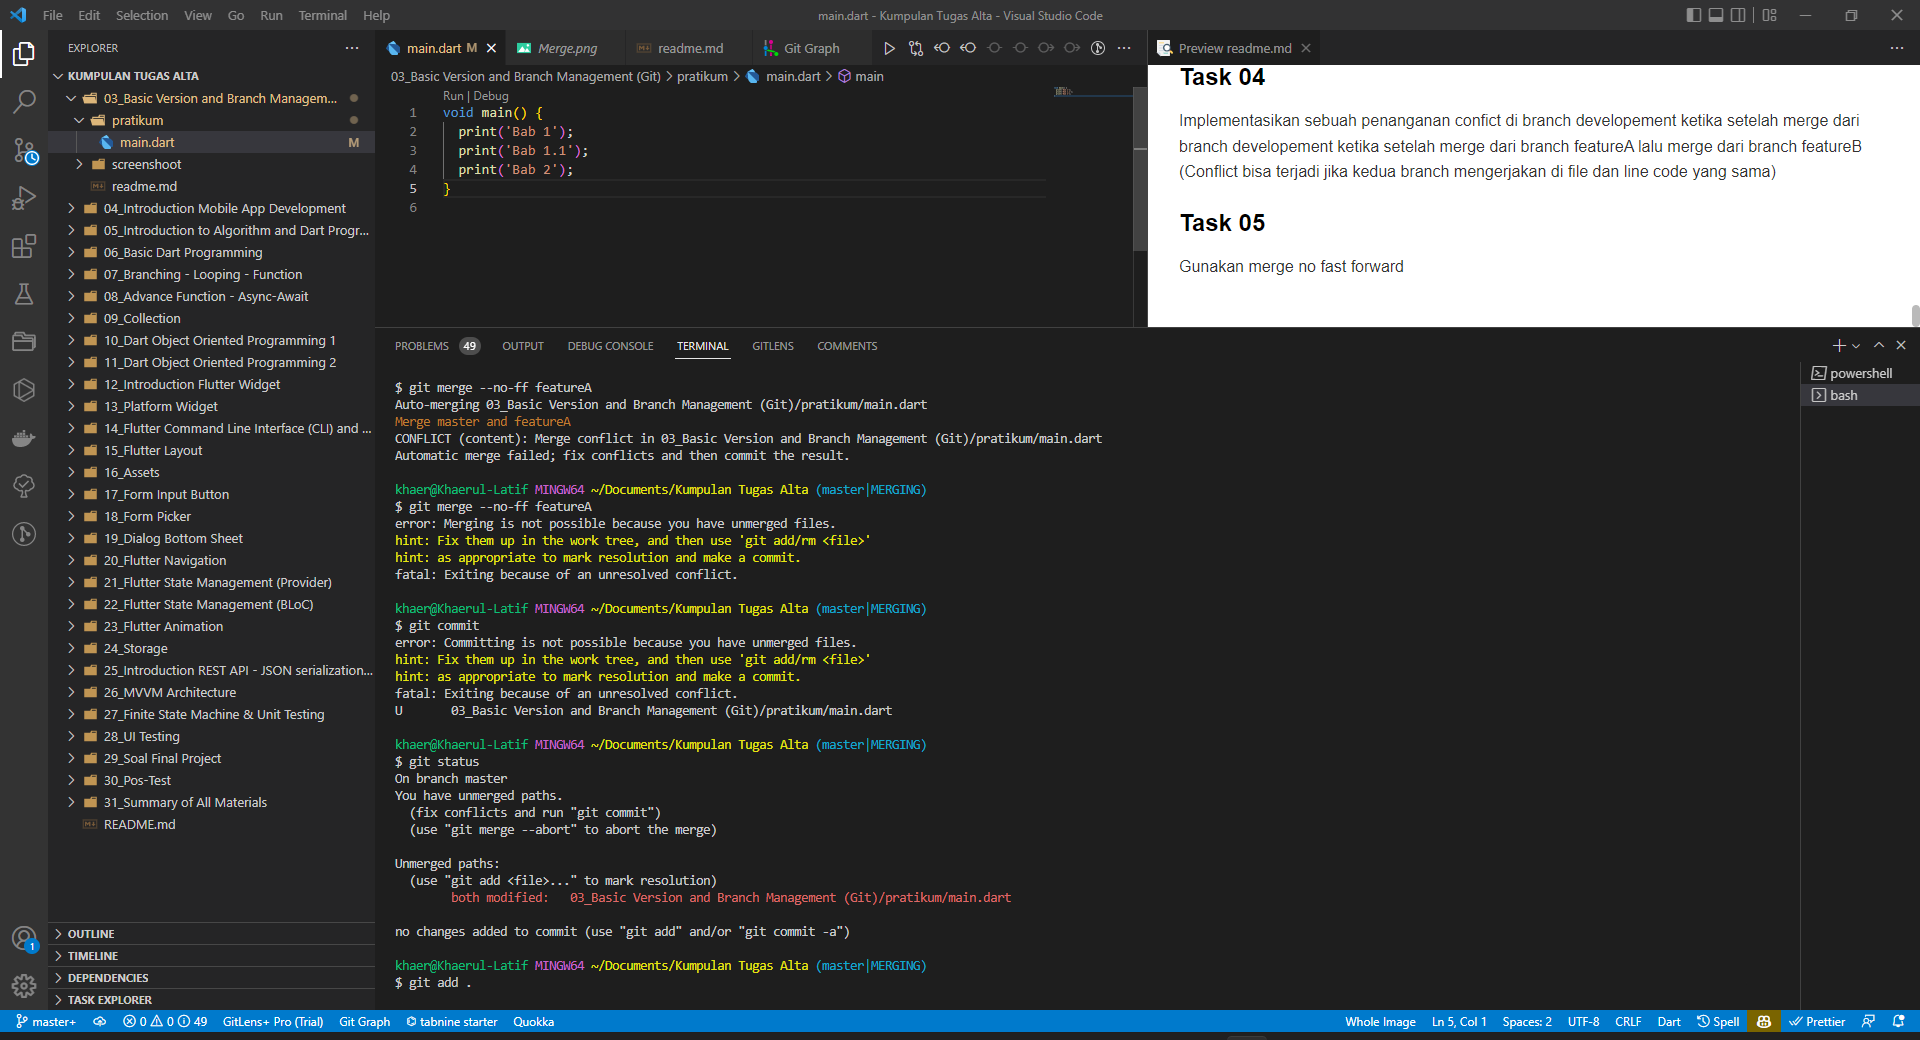 File Edit Selection View Go Run Terminal Help
main.dart - Kumpulan Tugas Alta - Visual Studio Code
EXPLORER
KUMPULAN TUGAS ALTA
03_Basic Version and Branch Managem...
pratikum
main.dart M
screenshoot
readme.md
04_Introduction Mobile App Development
05_Introduction to Algorithm and Dart Progr...
06_Basic Dart Programming
07_Branching - Looping - Function
08_Advance Function - Async-Await
09_Collection
10_Dart Object Oriented Programming 1
11_Dart Object Oriented Programming 2
12_Introduction Flutter Widget
13_Platform Widget
14_Flutter Command Line Interface (CLI) and ...
15_Flutter Layout
16_Assets
17_Form Input Button
18_Form Picker
19_Dialog Bottom Sheet
20_Flutter Navigation
21_Flutter State Management (Provider)
22_Flutter State Management (BLoC)
23_Flutter Animation
24_Storage
25_Introduction REST API - JSON serialization...
26_MVVM Architecture
27_Finite State Machine & Unit Testing
28_UI Testing
29_Soal Final Project
30_Pos-Test
31_Summary of All Materials
README.md
OUTLINE
TIMELINE
DEPENDENCIES
TASK EXPLORER
1
main.dart M
Merge.png
readme.md
Git Graph
03_Basic Version and Branch Management (Git) > pratikum > main.dart > main
Run | Debug
1 void main() {
2 print('Bab 1');
3 print('Bab 1.1');
4 print('Bab 2');
5 }
6
Preview readme.md
Task 04
Implementasikan sebuah penanganan confict di branch developement ketika setelah merge dari
branch developement ketika setelah merge dari branch featureA lalu merge dari branch featureB
(Conflict bisa terjadi jika kedua branch mengerjakan di file dan line code yang sama)
Task 05
Gunakan merge no fast forward
PROBLEMS 49 OUTPUT DEBUG CONSOLE TERMINAL GITLENS COMMENTS
powershell
bash
$ git merge --no-ff featureA
Auto-merging 03_Basic Version and Branch Management (Git)/pratikum/main.dart
Merge master and featureA
CONFLICT (content): Merge conflict in 03_Basic Version and Branch Management (Git)/pratikum/main.dart
Automatic merge failed; fix conflicts and then commit the result.
khaer@Khaerul-Latif MINGW64 ~/Documents/Kumpulan Tugas Alta (master|MERGING)
$ git merge --no-ff featureA
error: Merging is not possible because you have unmerged files.
hint: Fix them up in the work tree, and then use 'git add/rm <file>'
hint: as appropriate to mark resolution and make a commit.
fatal: Exiting because of an unresolved conflict.
khaer@Khaerul-Latif MINGW64 ~/Documents/Kumpulan Tugas Alta (master|MERGING)
$ git commit
error: Committing is not possible because you have unmerged files.
hint: Fix them up in the work tree, and then use 'git add/rm <file>'
hint: as appropriate to mark resolution and make a commit.
fatal: Exiting because of an unresolved conflict.
U 03_Basic Version and Branch Management (Git)/pratikum/main.dart
khaer@Khaerul-Latif MINGW64 ~/Documents/Kumpulan Tugas Alta (master|MERGING)
$ git status
On branch master
You have unmerged paths.
(fix conflicts and run "git commit")
(use "git merge --abort" to abort the merge)
Unmerged paths:
(use "git add <file>..." to mark resolution)
both modified: 03_Basic Version and Branch Management (Git)/pratikum/main.dart
no changes added to commit (use "git add" and/or "git commit -a")
khaer@Khaerul-Latif MINGW64 ~/Documents/Kumpulan Tugas Alta (master|MERGING)
$ git add .
master+ 0 0 49 GitLens+ Pro (Trial) Git Graph tabnine starter Quokka
Whole Image Ln 5, Col 1 Spaces: 2 UTF-8 CRLF Dart Spell Prettier